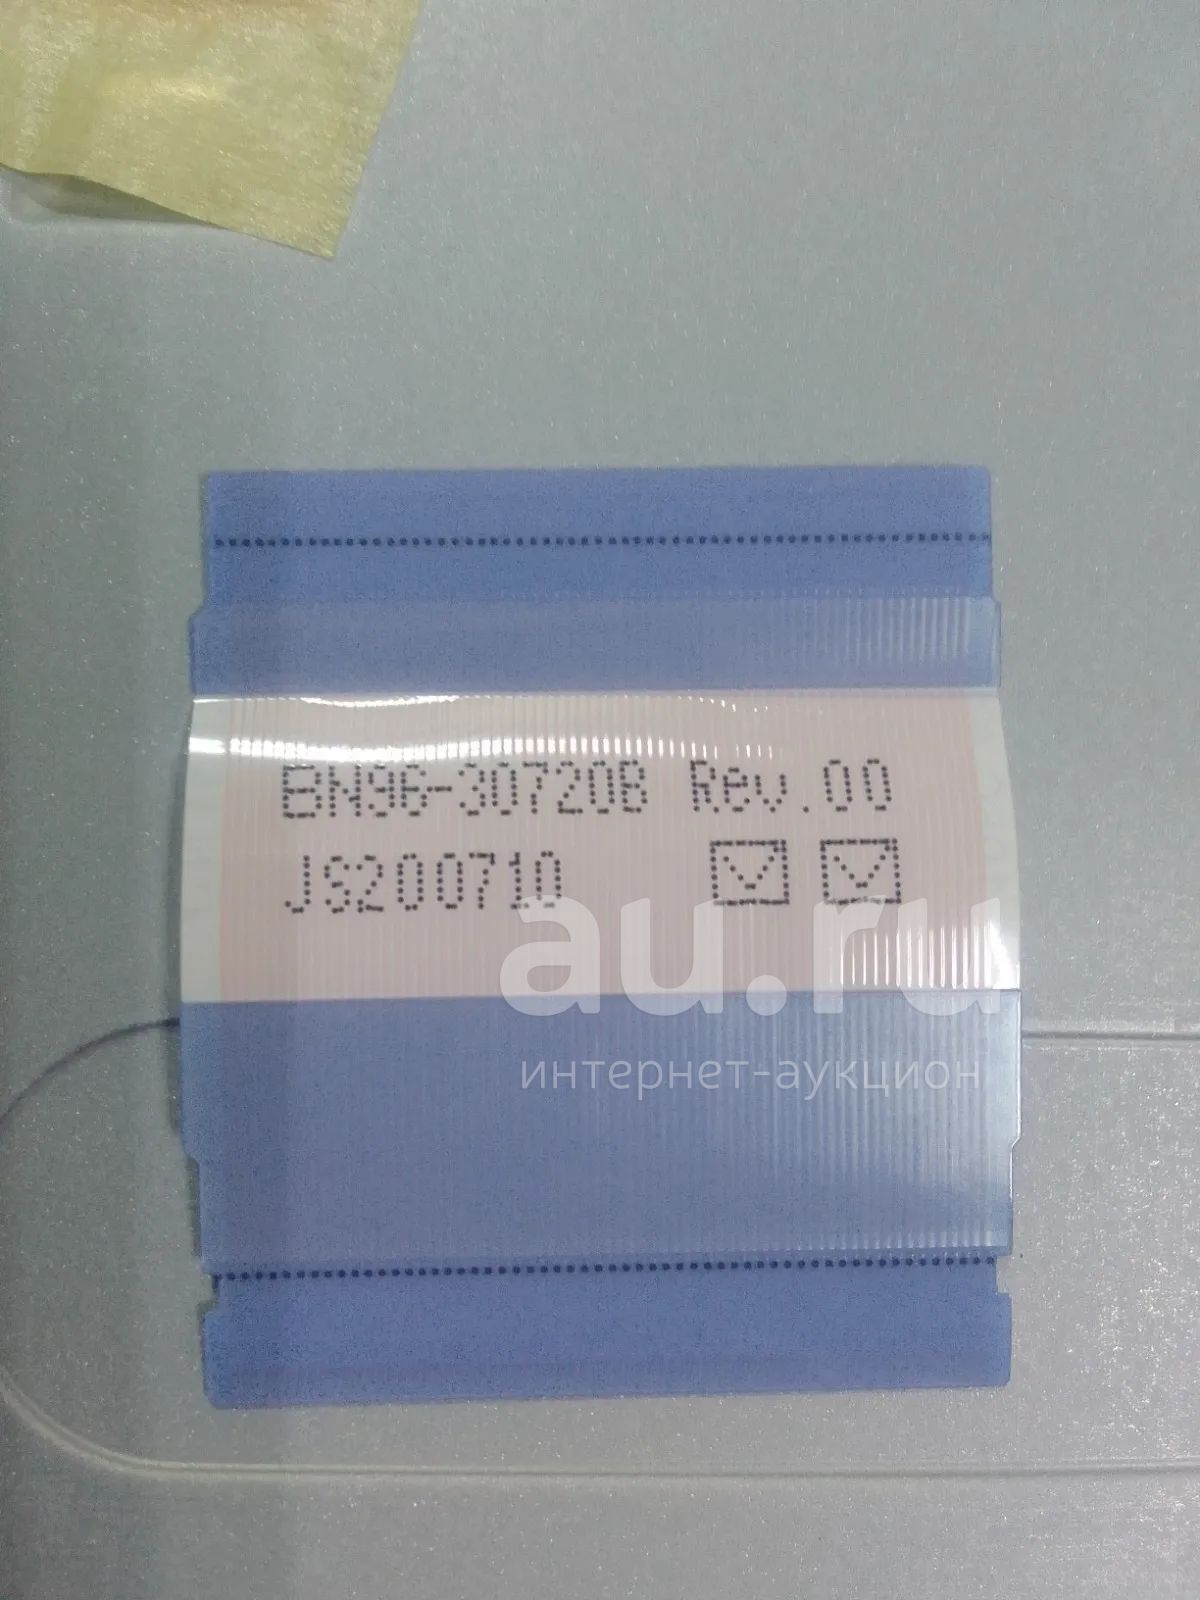 BN96-30720B Rev.00
JS200710
au.ru
интернет-аукцион